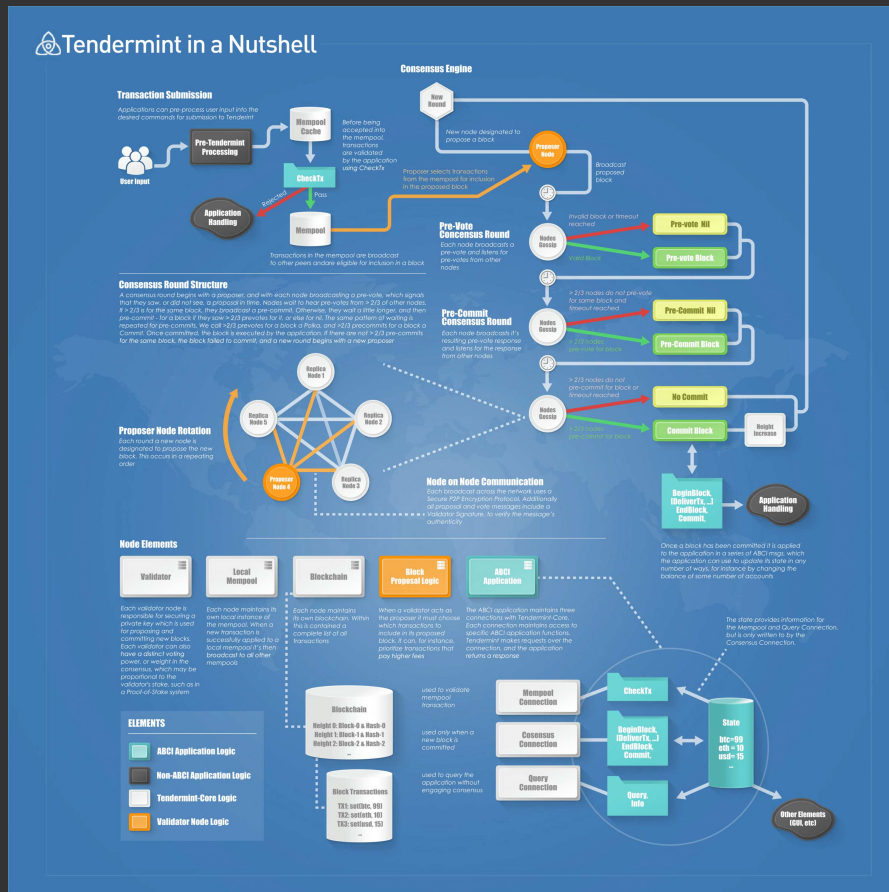 Tendermint in a Nutshell
Consensus Engine
Transaction Submission
Applications can pre-process user input into the
desired commands for submission to Tenderint
User Input
Pre-Tendermint
Processing
Mempool
Cache
CheckTx
Rejected
Pass
Application
Handling
Mempool
Before being
accepted into
the mempool,
transactions
are validated
by the application
using CheckTx
Transactions in the mempool are broadcast
to other peers andare eligible for inclusion in a block
New
Round
New node designated to
propose a block
Proposer
Node
Proposer selects transactions
from the mempool for inclusion
in the proposed block
Broadcast
proposed
block
Pre-Vote
Concensus Round
Each node broadcasts a
pre-vote and listens for
pre-votes from other
nodes
Nodes
Gossip
Invalid block or timeout
reached
Valid Block
Pre-vote Nil
Pre-vote Block
Pre-Commit
Consensus Round
Each node broadcasts it's
resulting pre-vote response
and listens for the response
from other nodes
Nodes
Gossip
> 2/3 nodes do not pre-vote
for same block and
timeout reached
> 2/3 nodes
pre-vote for block
Pre-Commit Nil
Pre-Commit Block
Nodes
Gossip
> 2/3 nodes do not
pre-commit for block or
timeout reached
> 2/3 nodes
pre-commit for block
No Commit
Commit Block
Height
Increase
BeginBlock,
[DeliverTx, ...]
EndBlock,
Commit,
Application
Handling
Once a block has been committed it is applied
to the application in a series of ABCI msgs, which
the application can use to update its state in any
number of ways, for instance by changing the
balance of some number of accounts
Consensus Round Structure
A consensus round begins with a proposer, and with each node broadcasting a pre-vote, which signals
that they saw, or did not see, a proposal in time. Nodes wait to hear pre-votes from > 2/3 of other nodes.
If > 2/3 is for the same block, they broadcast a pre-commit. Otherwise, they wait a little longer, and then
pre-commit - for a block if they saw > 2/3 prevotes for it, or else for nil. The same pattern of waiting is
repeated for pre-commits. We call >2/3 prevotes for a block a Polka, and >2/3 precommits for a block a
Commit. Once committed, the block is executed by the application. If there are not > 2/3 pre-commits
for the same block, the block failed to commit, and a new round begins with a new proposer
Replica
Node 1
Replica
Node 5
Replica
Node 2
Proposer
Node 4
Replica
Node 3
Proposer Node Rotation
Each round a new node is
designated to propose the new
block. This occurs in a repeating
order
Node on Node Communication
Each broadcast across the network uses a
Secure P2P Encryption Protocol. Additionally
all proposal and vote messages include a
Validator Signature, to verify the message's
authenticity
Node Elements
Validator
Each validator node is
responsible for securing a
private key which is used
for proposing and
committing new blocks.
Each validator can also
have a distinct voting
power, or weight in the
consensus, which may be
proportional to the
validator's stake, such as in
a Proof-of-Stake system
Local
Mempool
Each node maintains its
own local instance of
the mempool. When a
new transaction is
successfully applied to a
local mempool it's then
broadcast to all other
mempools
Blockchain
Each node maintains
its own blockchain. Within
this is contained a
complete list of all
transactions
Block
Proposal Logic
When a validator acts as
the proposer it must choose
which transactions to
include in its proposed
block. It can, for instance,
prioritize transactions that
pay higher fees
ABCI
Application
The ABCI application maintains three
connections with Tendermint-Core.
Each connection maintains access to
specific ABCI application functions.
Tendermint makes requests over the
connection, and the application
returns a response
The state provides information for
the Mempool and Query Connection,
but is only written to by the
Consensus Connection.
ELEMENTS
ABCI Application Logic
Non-ABCI Application Logic
Tendermint-Core Logic
Validator Node Logic
Blockchain
Height 0: Block-0 & Hash-0
Height 1: Block-1 & Hash-1
Height 2: Block-2 & Hash-2
...
Block Transactions
TX1: set(btc, 99)
TX2: set(eth, 10)
TX3: set(usd, 15)
...
used to validate
mempool
transaction
Mempool
Connection
CheckTx
used only when a
new block is
committed
Cosensus
Connection
BeginBlock,
[DeliverTx, ...]
EndBlock,
Commit,
used to query the
application without
engaging consensus
Query
Connection
Query,
Info
State
btc=99
eth = 10
usd= 15
...
Other Elements
(GUI, etc)